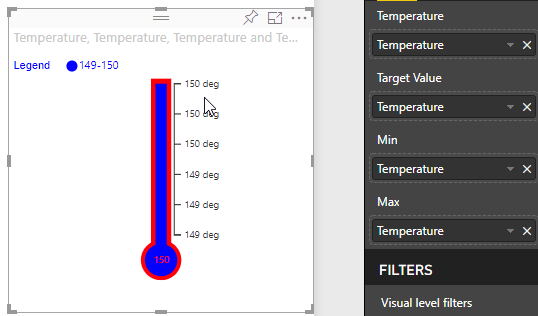 Temperature, Temperature, Temperature and Te...
Legend 149-150
150 deg
150 deg
150 deg
149 deg
149 deg
149 deg
150
Temperature
Temperature
Target Value
Temperature
Min
Temperature
Max
Temperature
FILTERS
Visual level filters